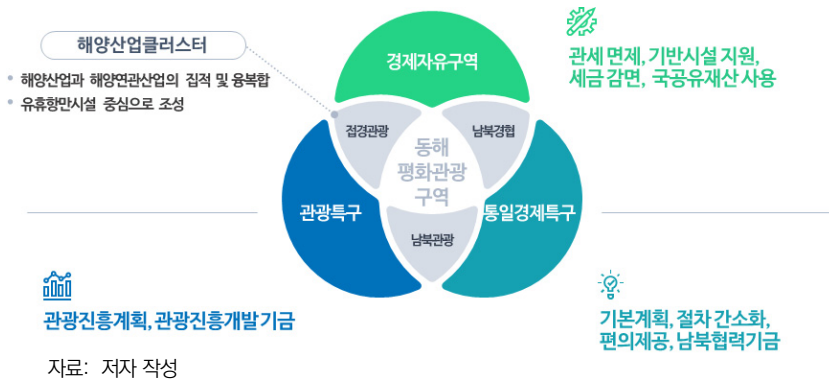 해양산업클러스터
• 해양산업과 해양연관산업의 집적 및 융복합
• 유휴항만시설 중심으로 조성
경제자유구역
관세 면제, 기반시설 지원,
세금 감면, 국공유재산 사용
접경관광
남북경협
동해
평화관광
구역
관광특구
통일경제특구
남북관광
관광진흥계획, 관광진흥개발기금
기본계획, 절차 간소화,
편의제공, 남북협력기금
자료: 저자 작성